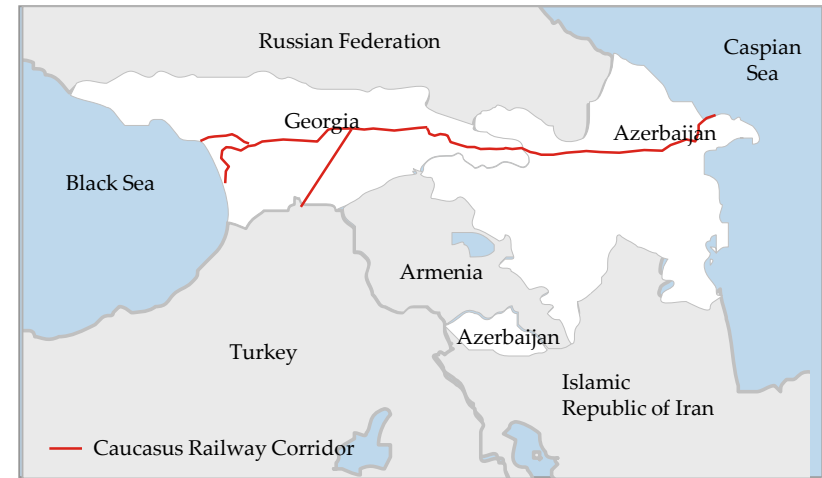 Russian Federation
Caspian
Sea
Georgia
Azerbaijan
Black Sea
Armenia
Azerbaijan
Turkey
Islamic
Republic of Iran
Caucasus Railway Corridor